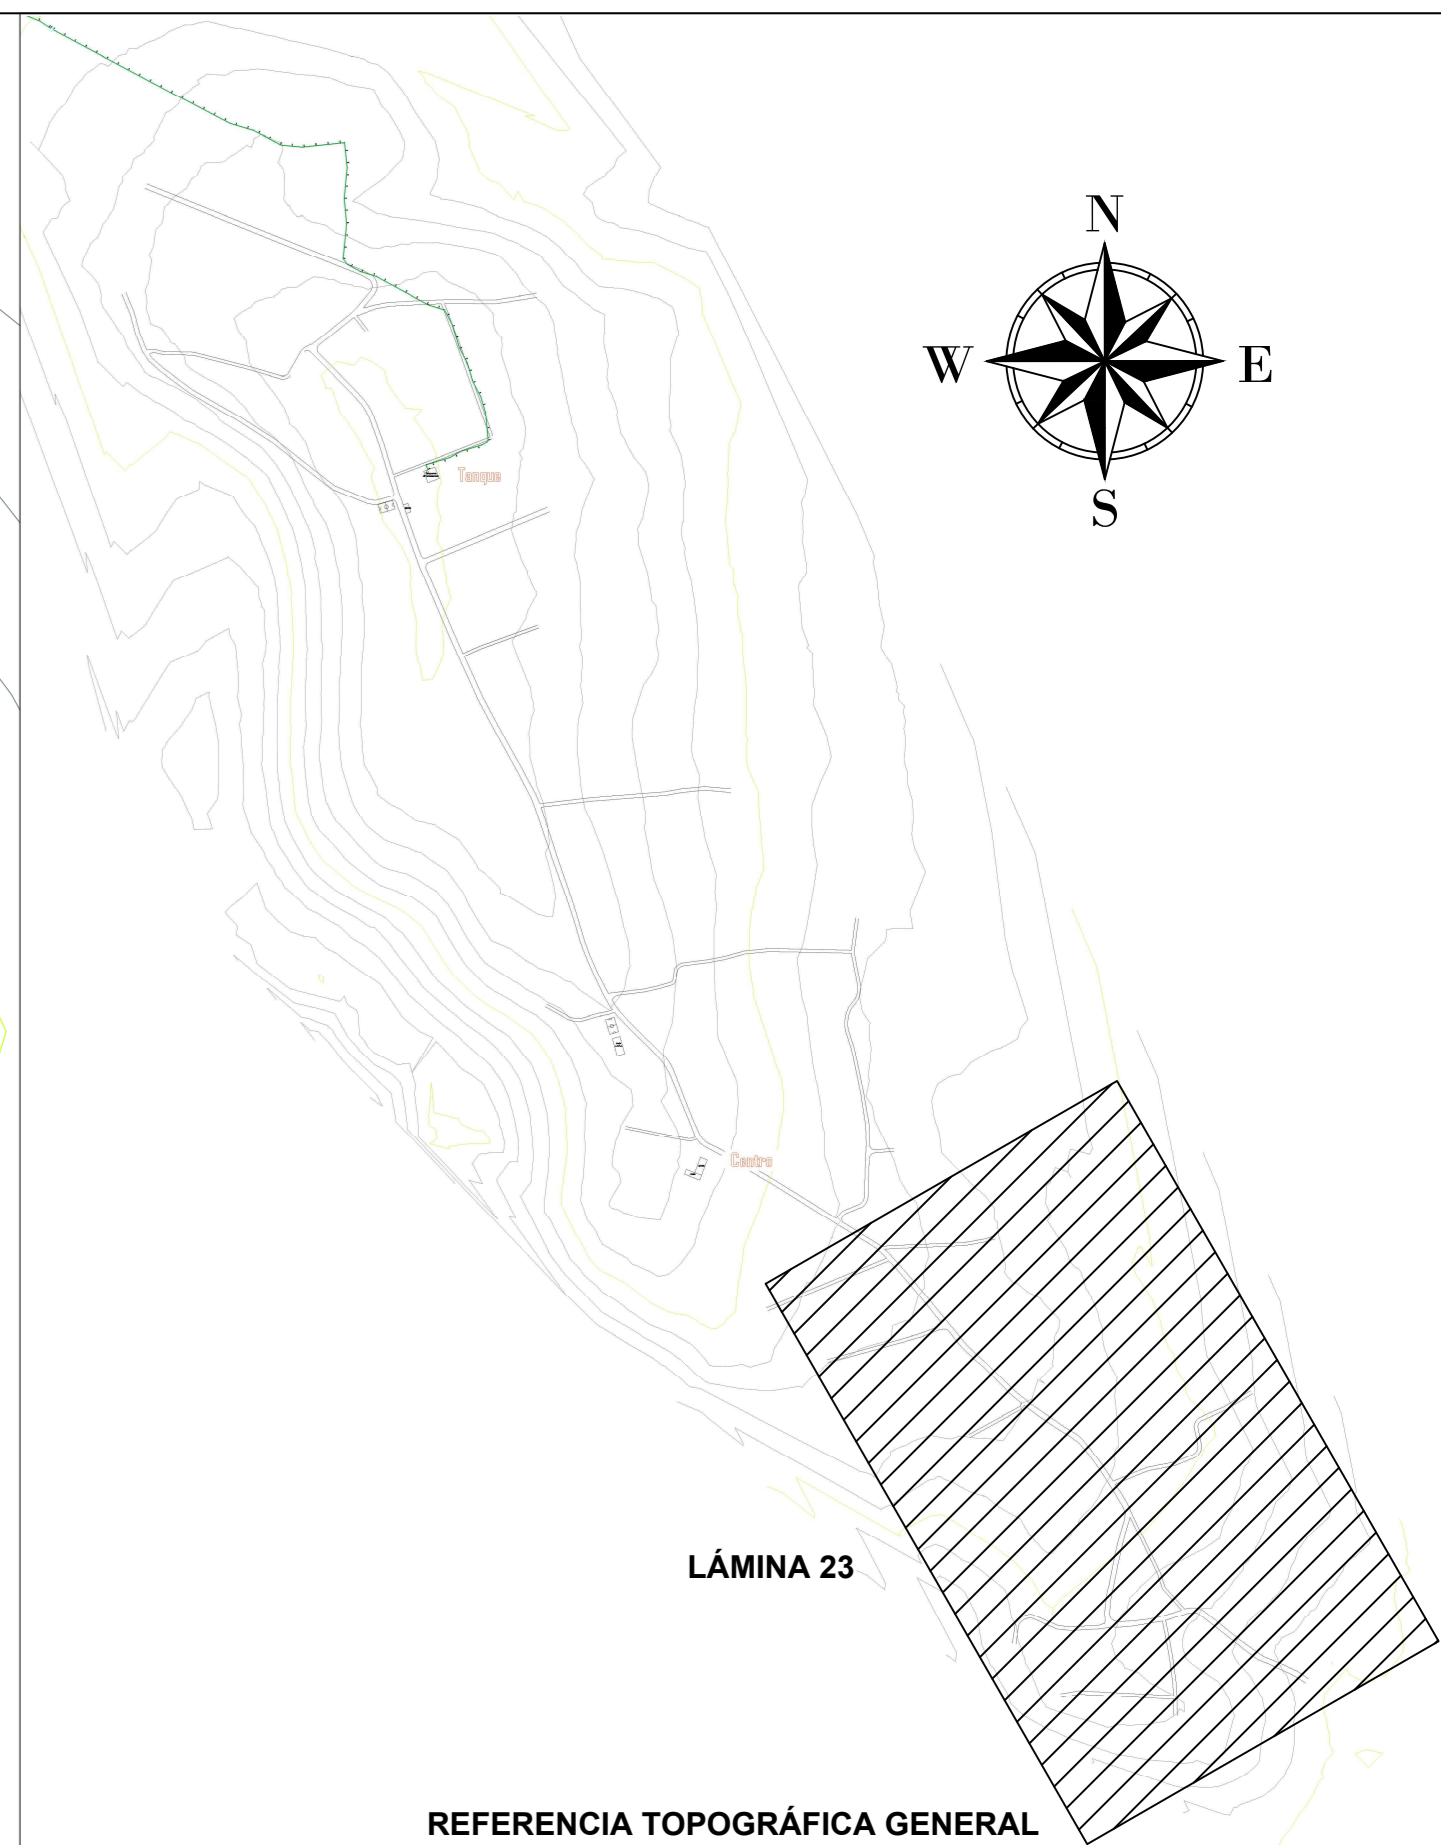 N
W
E
S
Tanque
Centro
LÁMINA 23
REFERENCIA TOPOGRÁFICA GENERAL